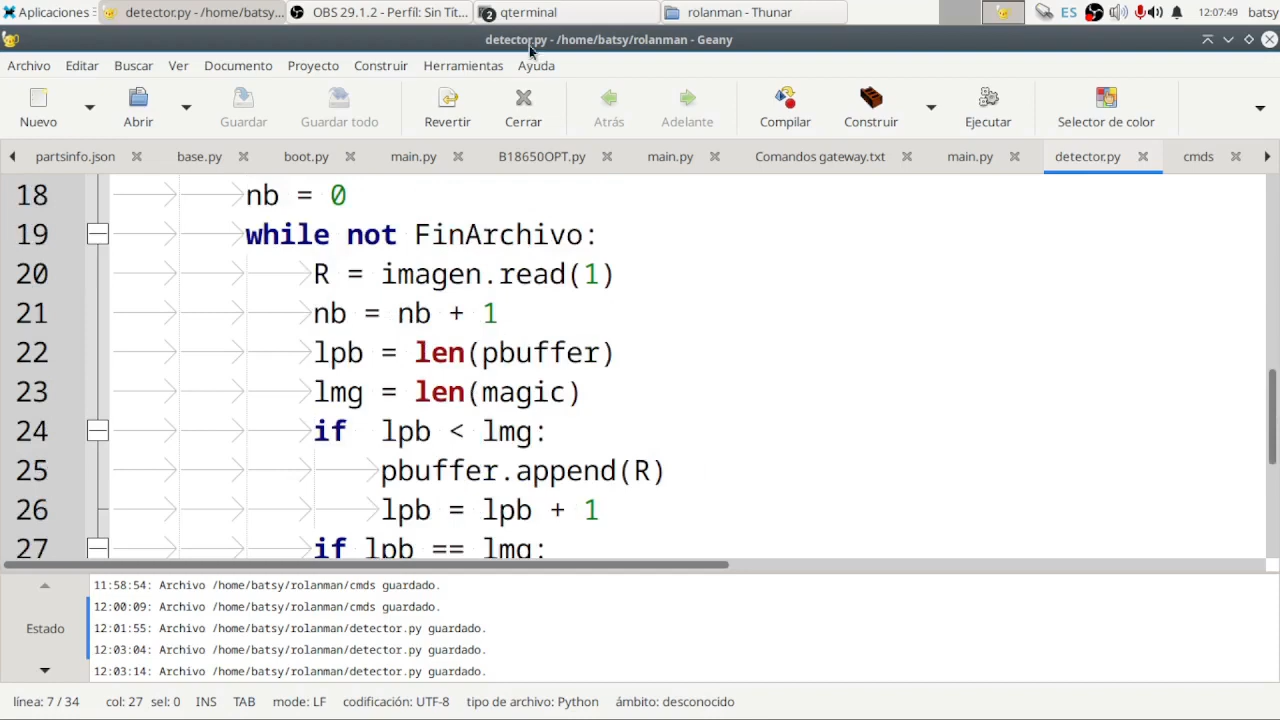 Aplicaciones
detector.py - /home/batsy/...
OBS 29.1.2 - Perfil: Sin Tít...
2 qterminal
rolanman - Thunar
ES
12:07:49
batsy
detector.py - /home/batsy/rolanman - Geany
Archivo Editar Buscar Ver Documento Proyecto Construir Herramientas Ayuda
Nuevo Abrir Guardar Guardar todo Revertir Cerrar Atrás Adelante Compilar Construir Ejecutar Selector de color
partsinfo.json base.py boot.py main.py B18650OPT.py main.py Comandos gateway.txt main.py detector.py cmds
18 nb = 0
19 while not FinArchivo:
20 R = imagen.read(1)
21 nb = nb + 1
22 lpb = len(pbuffer)
23 lmg = len(magic)
24 if lpb < lmg:
25 pbuffer.append(R)
26 lpb = lpb + 1
27 if lpb == lmg:
11:58:54: Archivo /home/batsy/rolanman/cmds guardado.
12:00:09: Archivo /home/batsy/rolanman/cmds guardado.
Estado
12:01:55: Archivo /home/batsy/rolanman/detector.py guardado.
12:03:04: Archivo /home/batsy/rolanman/detector.py guardado.
12:03:14: Archivo /home/batsy/rolanman/detector.py guardado.
línea: 7 / 34 col: 27 sel: 0 INS TAB mode: LF codificación: UTF-8 tipo de archivo: Python ámbito: desconocido